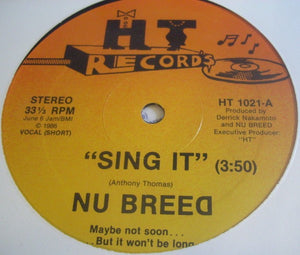 HT
RECORDS
STEREO
33⅓ RPM
June 6 Jam/BMI
℗ 1986
VOCAL (SHORT)
HT 1021-A
Produced by
Derrick Nakamoto
and NU BREED
Executive Producer:
"HT"
"SING IT" (3:50)
(Anthony Thomas)
NU BREED
Maybe not soon...
...But it won't be long